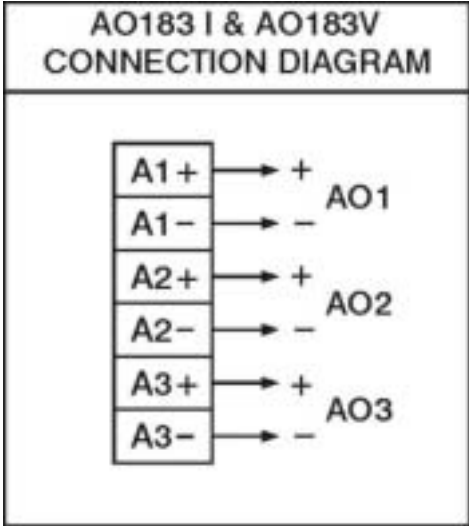 AO183 I & AO183V
CONNECTION DIAGRAM
A1+ +
AO1
A1− −
A2+ +
AO2
A2− −
A3+ +
AO3
A3− −